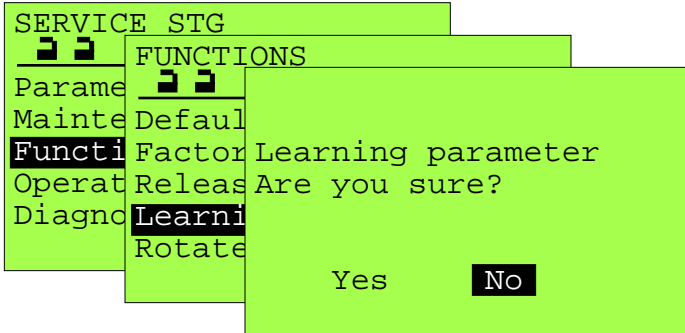 SERVICE STG
Parame
Mainte
Functi
Operat
Diagno
FUNCTIONS
Defaul
Factor
Releas
Learni
Rotate
Learning parameter
Are you sure?
Yes No